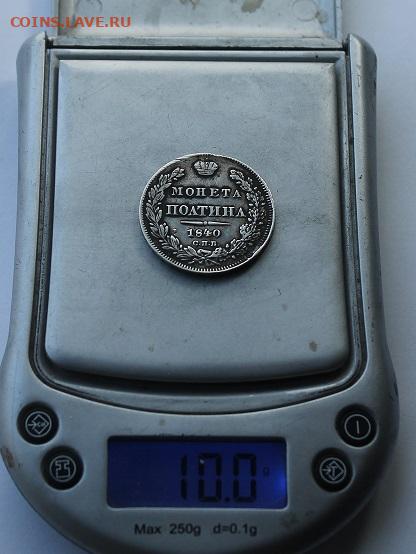 COINS.LAVE.RU
МОНЕТА
ПОЛТИНА
1840
С.П.Б
10.0 g
Max 250g d=0.1g